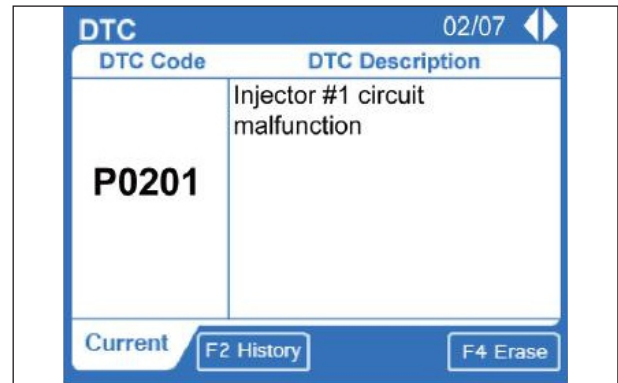 DTC 02/07
DTC Code DTC Description
Injector #1 circuit
malfunction
P0201
Current F2 History F4 Erase